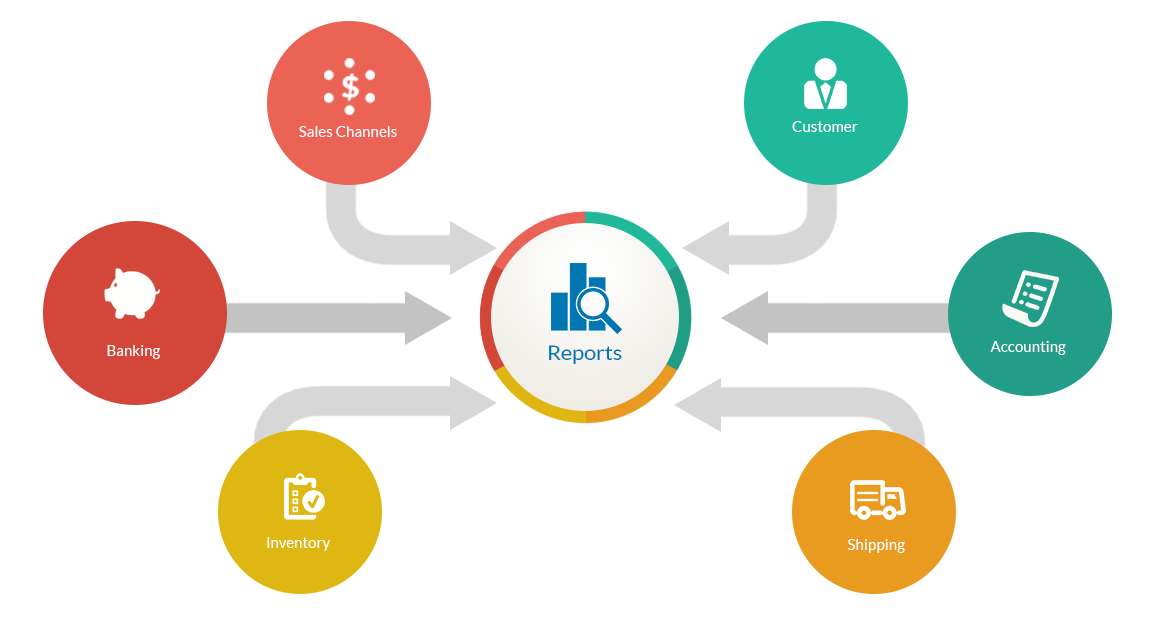 Sales Channels
Customer
Banking
Reports
Accounting
Inventory
Shipping